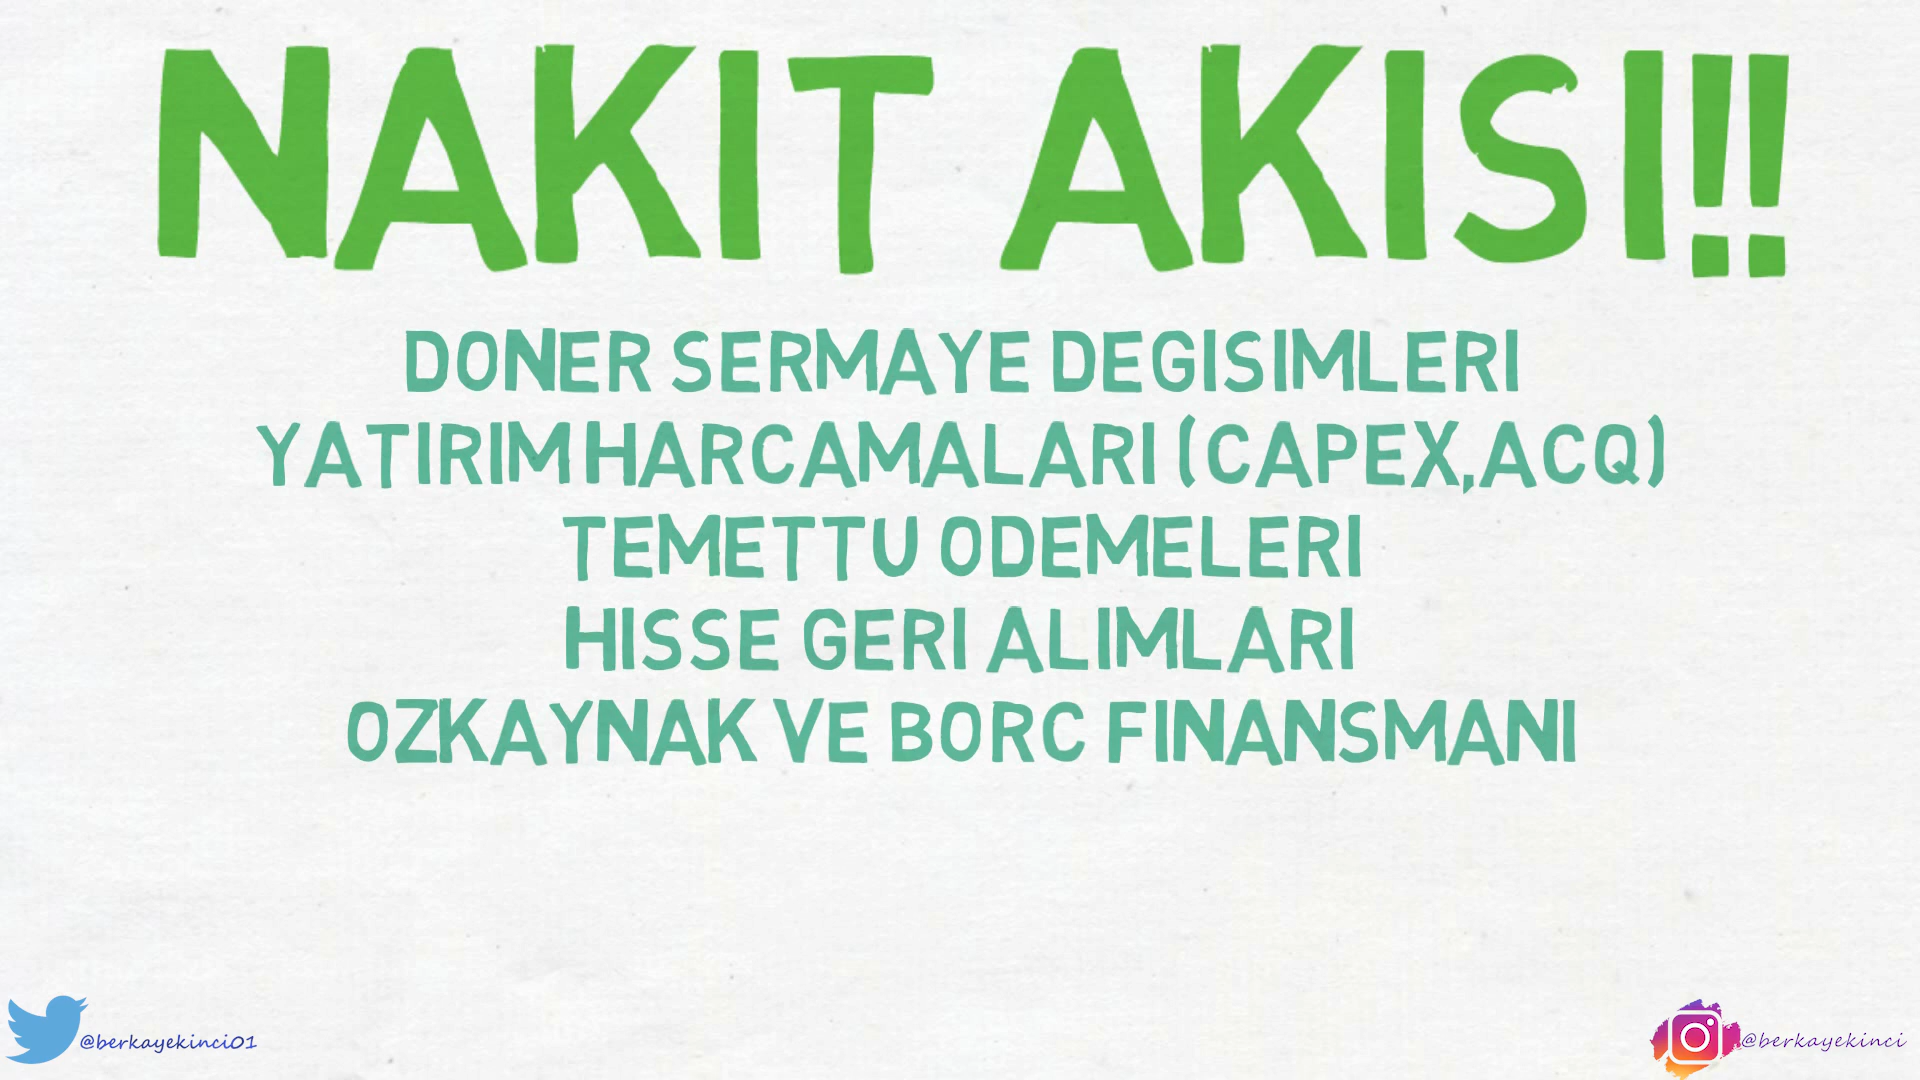 NAKIT AKISI!!
DONER SERMAYE DEGISIMLERI
YATIRIM HARCAMALARI (CAPEX,ACQ)
TEMETTU ODEMELERI
HISSE GERI ALIMLARI
OZKAYNAK VE BORC FINANSMANI
@berkayekinci01
@berkayekinci